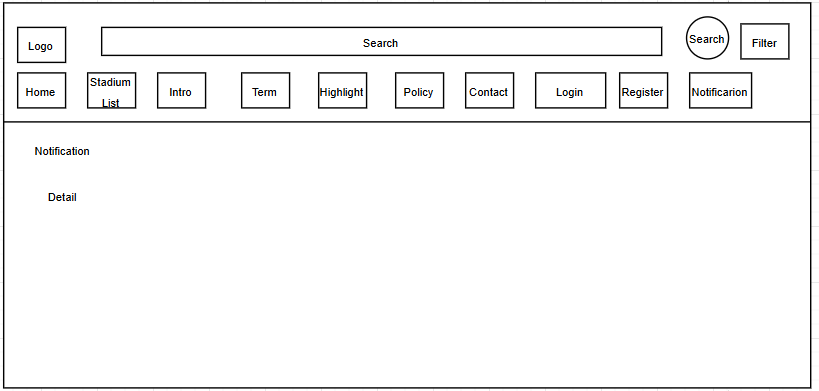 Logo
Search
Search
Filter
Home
Stadium
List
Intro
Term
Highlight
Policy
Contact
Login
Register
Notificarion
Notification
Detail